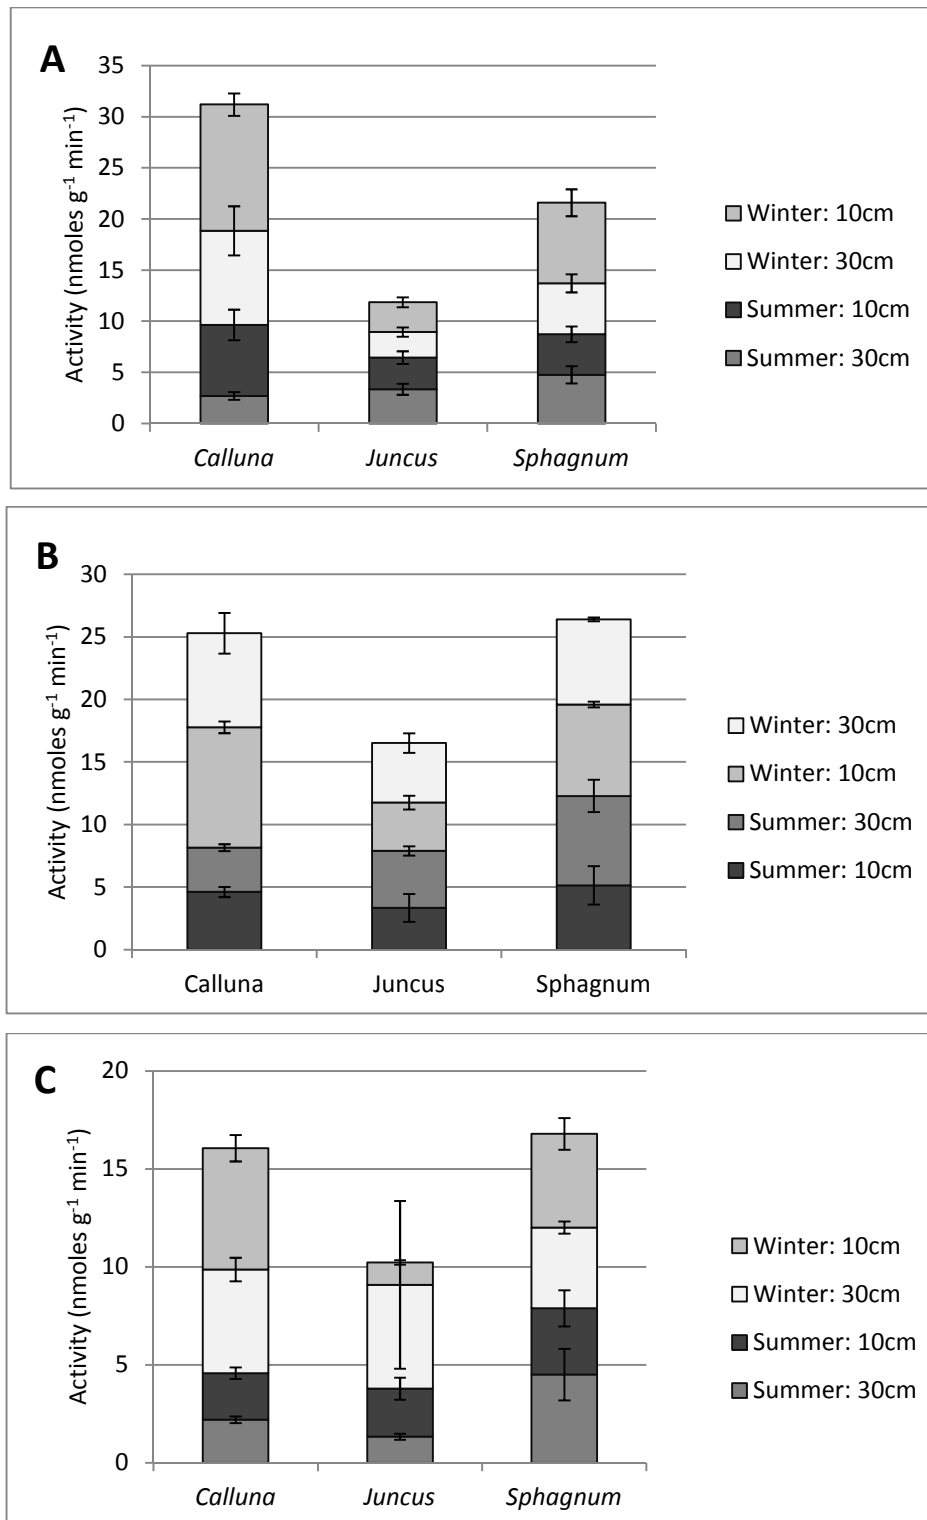 A
Activity (nmoles g⁻¹ min⁻¹)
35
30
25
20
15
10
5
0
Calluna Juncus Sphagnum
Winter: 10cm
Winter: 30cm
Summer: 10cm
Summer: 30cm
B
Activity (nmoles g⁻¹ min⁻¹)
30
25
20
15
10
5
0
Calluna Juncus Sphagnum
Winter: 30cm
Winter: 10cm
Summer: 30cm
Summer: 10cm
C
Activity (nmoles g⁻¹ min⁻¹)
20
15
10
5
0
Calluna Juncus Sphagnum
Winter: 10cm
Winter: 30cm
Summer: 10cm
Summer: 30cm